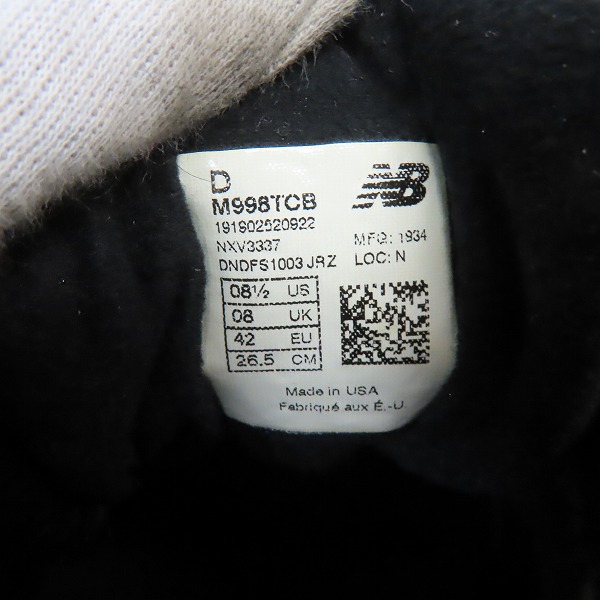 D
NB
M998TCB
191902520922
NXV3337
MFG: 1934
DNDFS1003 JRZ
LOC: N
08½ US
08 UK
42 EU
26.5 CM
Made in USA
Fabriqué aux É.-U.